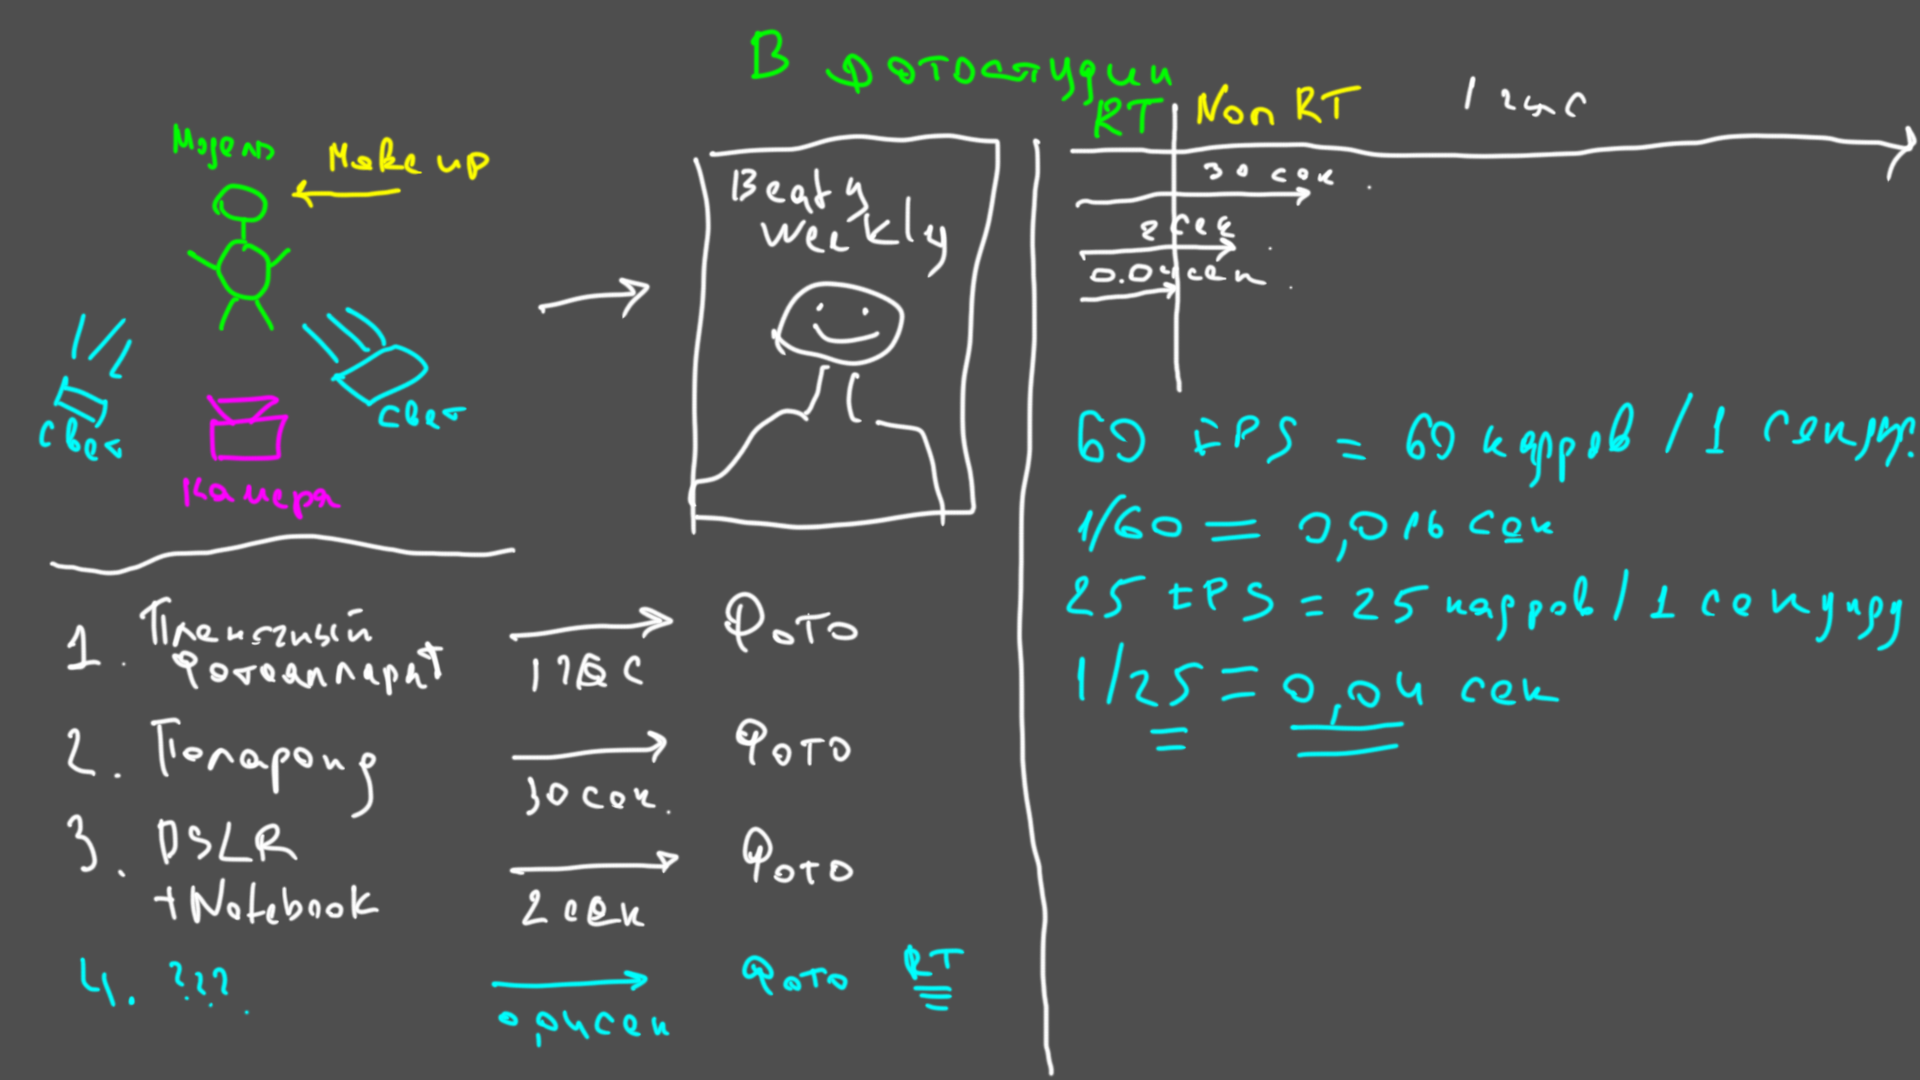 В фотостудии
Модель
Make up
свет
свет
Камера
Beaty
weekly
RT
Non RT
1 час
30 сек.
2 сек.
0.04 сек.
60 FPS = 60 кадров / 1 секунду.
1/60 = 0,016 сек
25 FPS = 25 кадров / 1 секунду
1/25 = 0,04 сек
1. Пленочный
фотоаппарат
1 час
Фото
2. Полароид
30 сек.
Фото
3. DSLR
+Notebook
2 сек
Фото
4. ???.
0,04 сек
Фото
RT